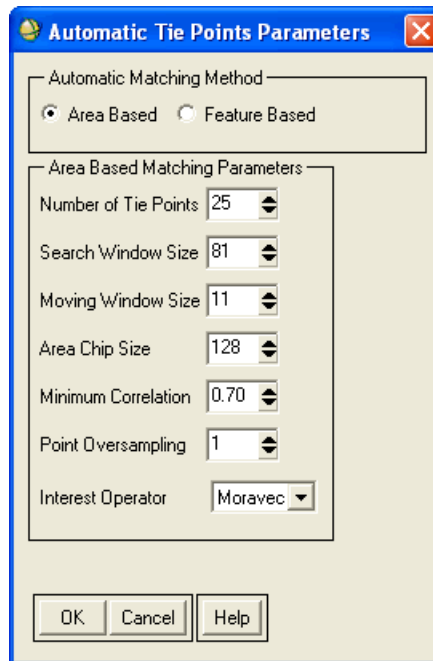 Automatic Tie Points Parameters
Automatic Matching Method
Area Based Feature Based
Area Based Matching Parameters
Number of Tie Points 25
Search Window Size 81
Moving Window Size 11
Area Chip Size 128
Minimum Correlation 0.70
Point Oversampling 1
Interest Operator Moravec
OK Cancel Help